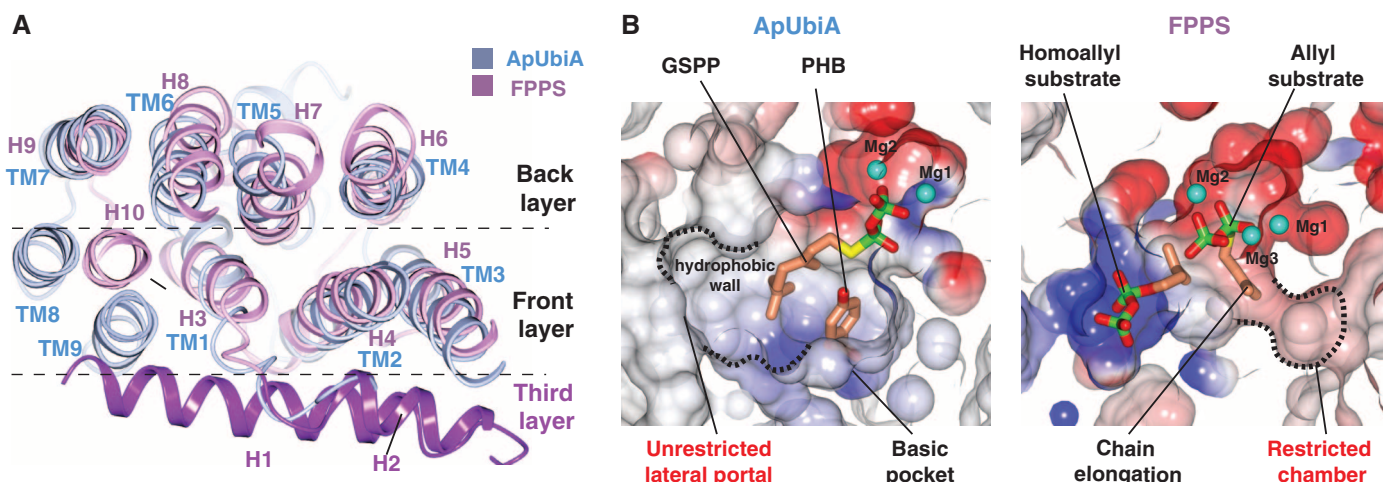 A
ApUbiA
FPPS
H8
TM6
TM5
H7
H9
TM7
H6
TM4
Back
layer
H10
H5
TM3
Front
layer
TM8
H3
TM1
H4
TM2
TM9
Third
layer
H1
H2
B
ApUbiA
GSPP
PHB
Mg2
Mg1
hydrophobic
wall
Unrestricted
lateral portal
Basic
pocket
FPPS
Homoallyl
substrate
Allyl
substrate
Mg2
Mg1
Mg3
Chain
elongation
Restricted
chamber